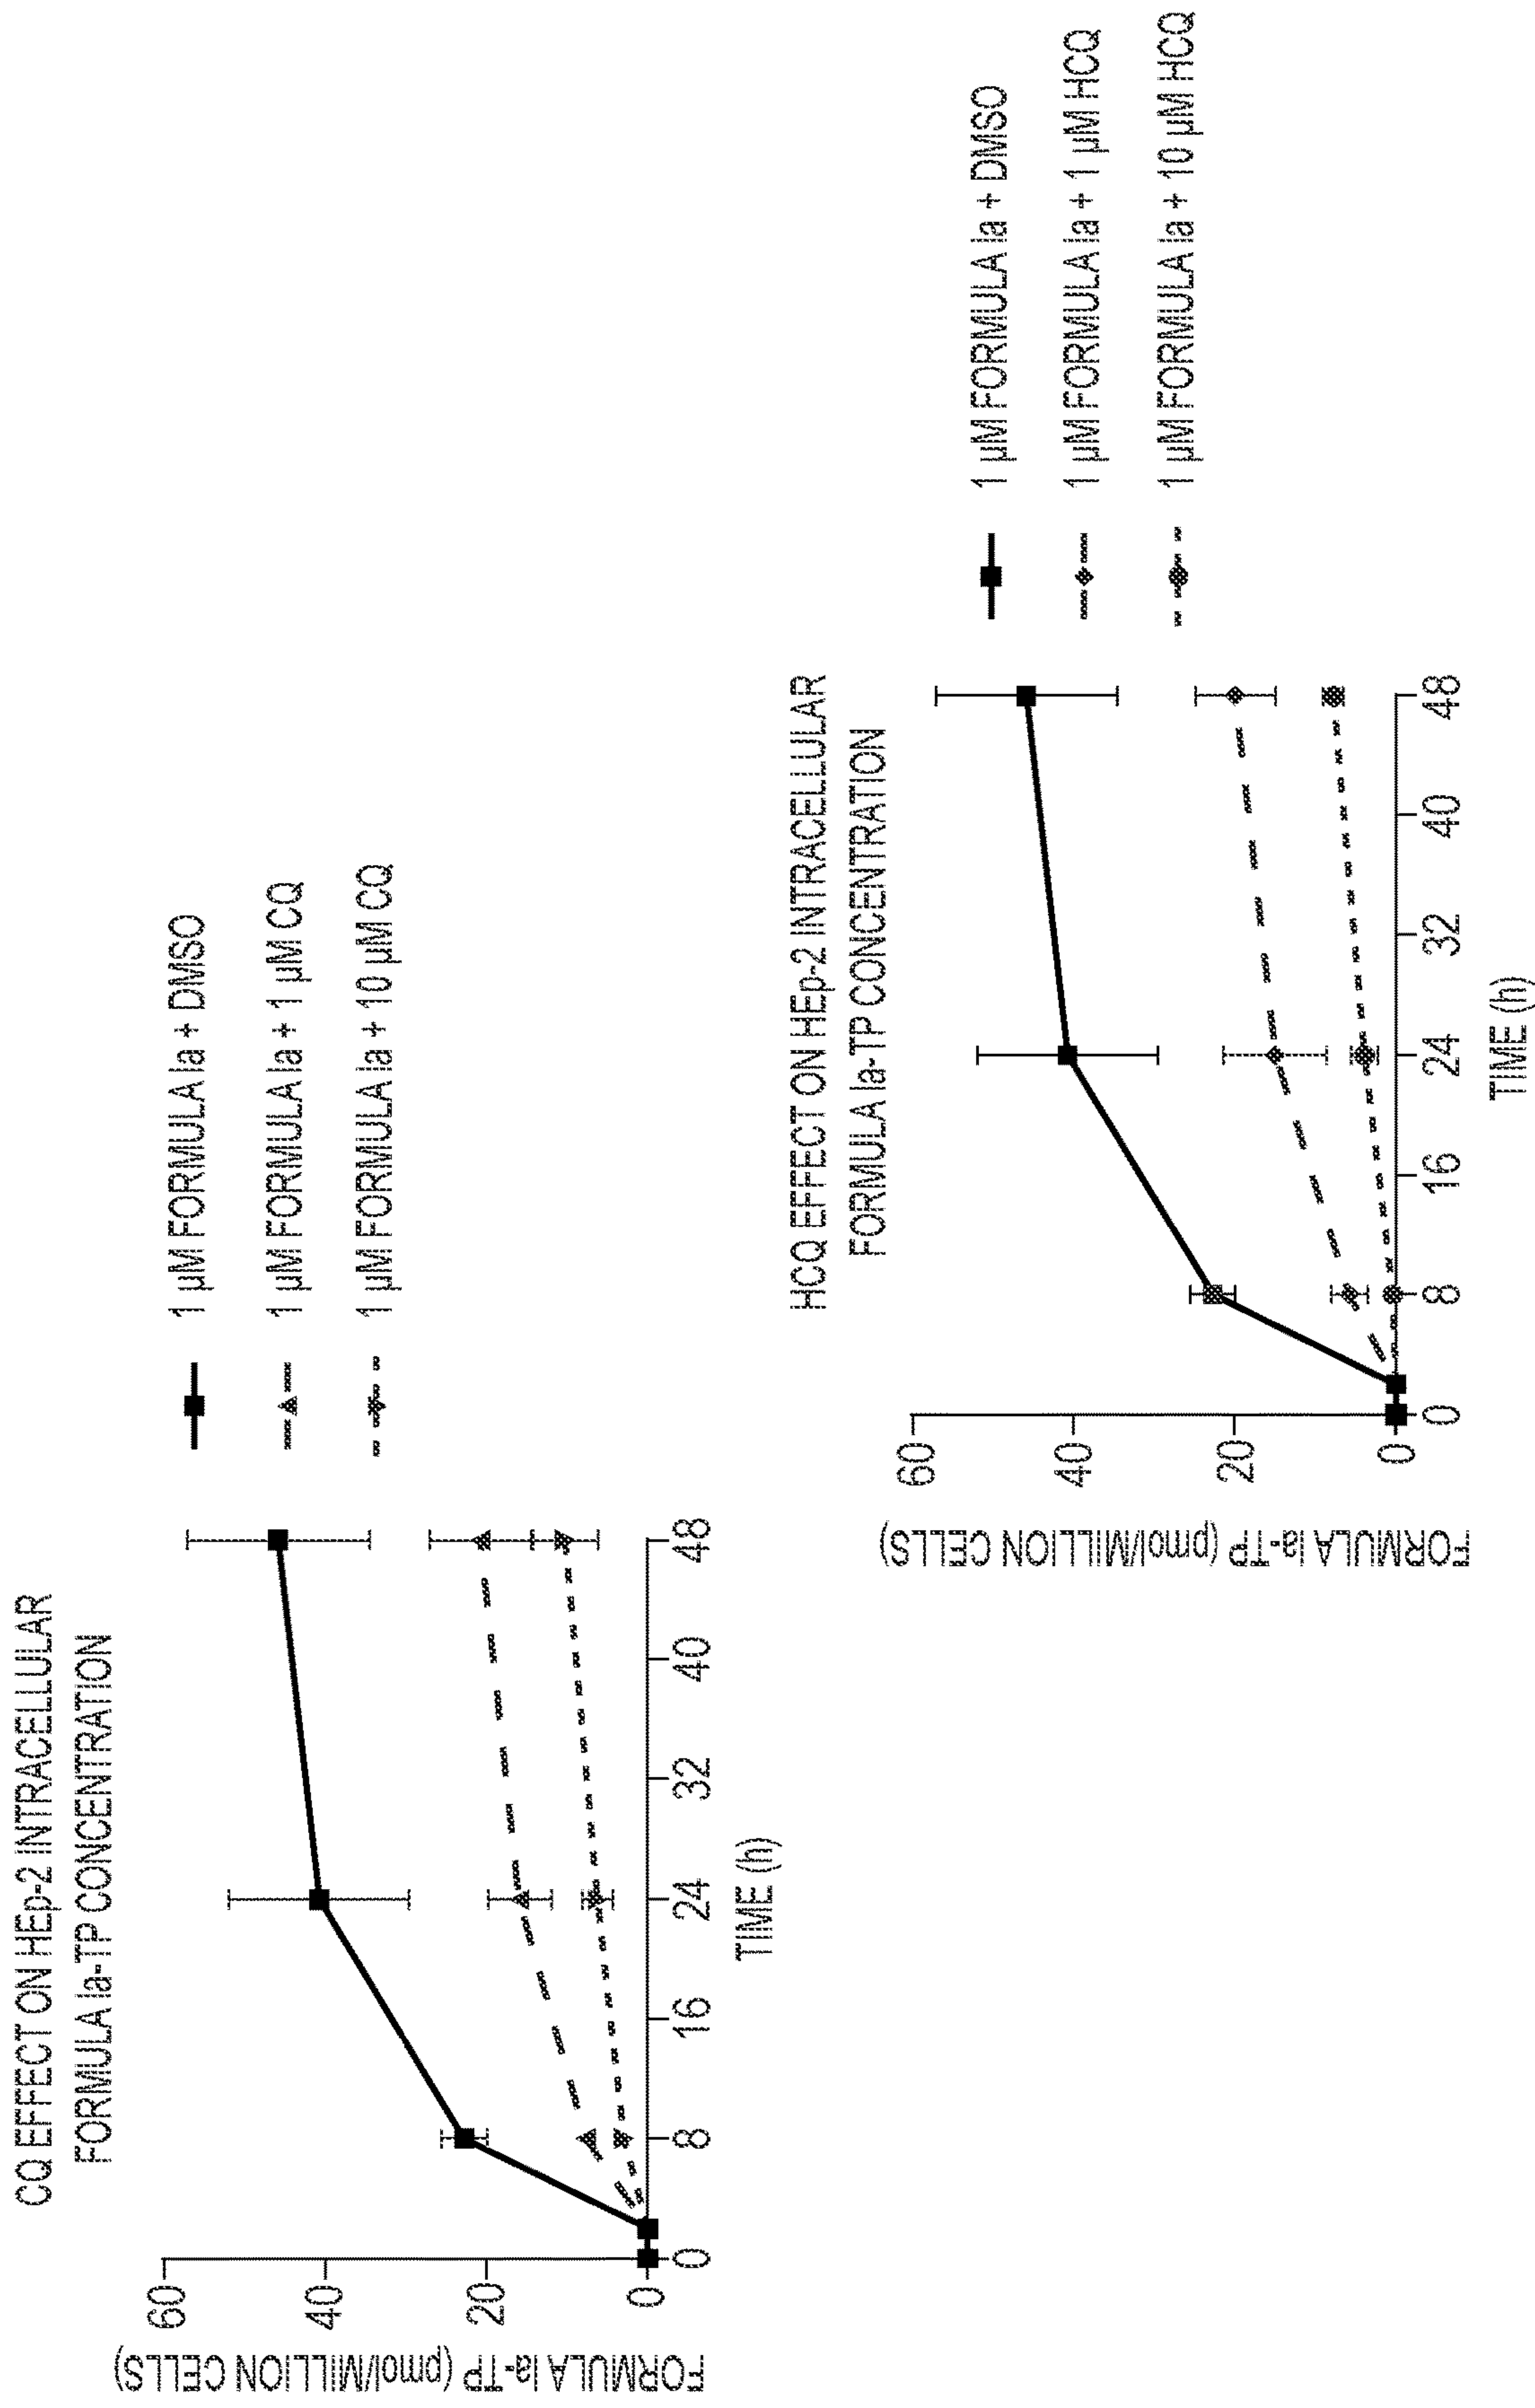 CQ EFFECT ON HEp-2 INTRACELLULAR
FORMULA Ia-TP CONCENTRATION
FORMULA Ia-TP (pmol/MILLION CELLS)
60
40
20
0
0
8
16
24
32
40
48
TIME (h)
1 µM FORMULA Ia + DMSO
1 µM FORMULA Ia + 1 µM CQ
1 µM FORMULA Ia + 10 µM CQ
HCQ EFFECT ON HEp-2 INTRACELLULAR
FORMULA Ia-TP CONCENTRATION
FORMULA Ia-TP (pmol/MILLION CELLS)
60
40
20
0
0
8
16
24
32
40
48
TIME (h)
1 µM FORMULA Ia + DMSO
1 µM FORMULA Ia + 1 µM HCQ
1 µM FORMULA Ia + 10 µM HCQ